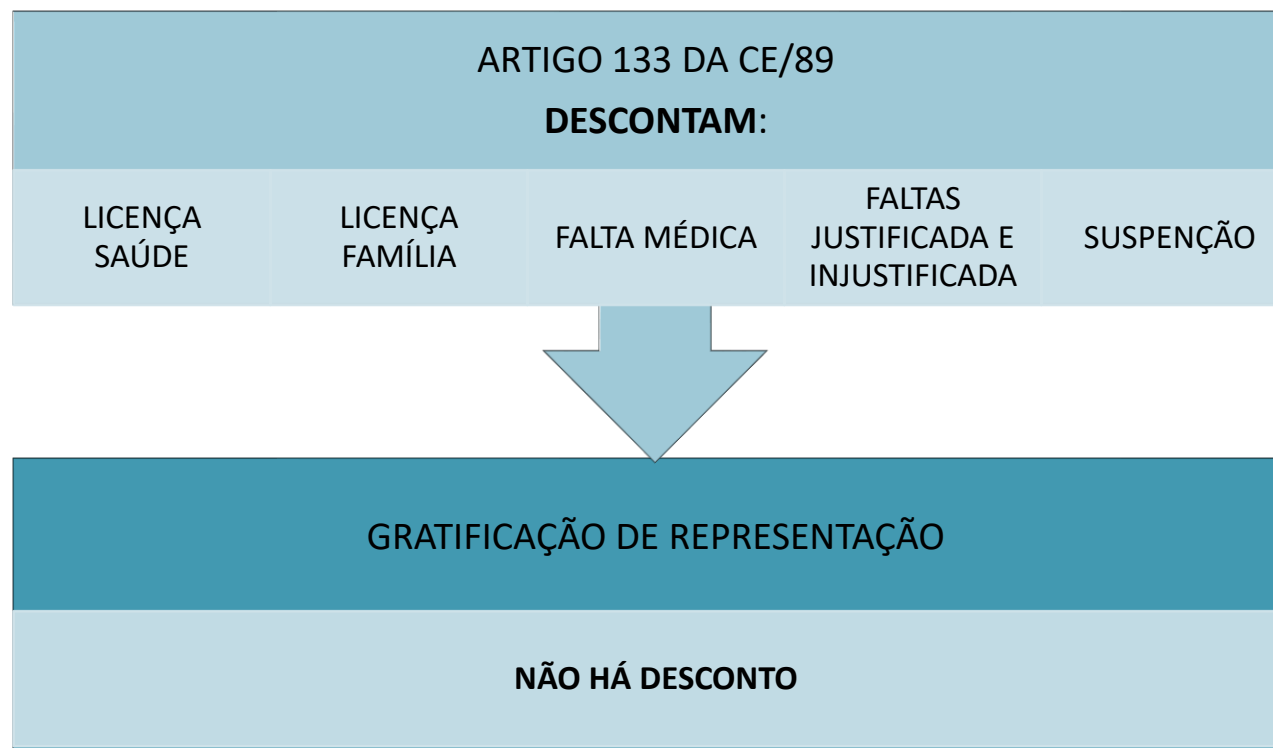 ARTIGO 133 DA CE/89
DESCONTAM:
LICENÇA
SAÚDE
LICENÇA
FAMÍLIA
FALTA MÉDICA
FALTAS
JUSTIFICADA E
INJUSTIFICADA
SUSPENÇÃO
GRATIFICAÇÃO DE REPRESENTAÇÃO
NÃO HÁ DESCONTO